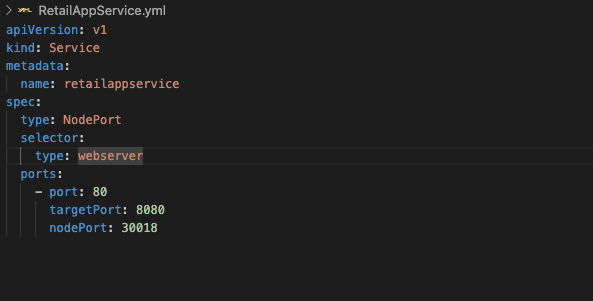 RetailAppService.yml
apiVersion: v1
kind: Service
metadata:
  name: retailappservice
spec:
  type: NodePort
  selector:
    type: webserver
  ports:
    - port: 80
      targetPort: 8080
      nodePort: 30018